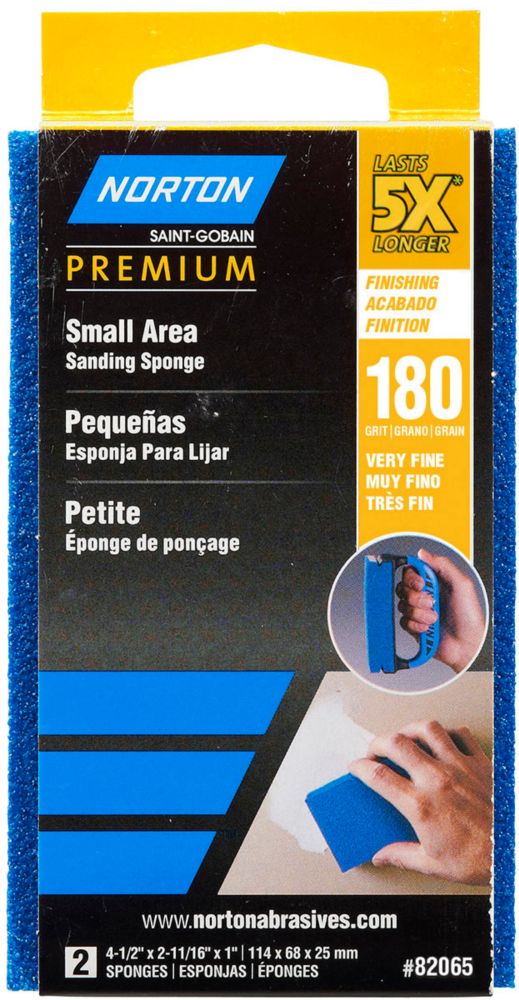 NORTON
SAINT-GOBAIN
PREMIUM
LASTS
5X*
LONGER
FINISHING
ACABADO
FINITION
180
GRIT | GRANO | GRAIN
VERY FINE
MUY FINO
TRÈS FIN
Small Area
Sanding Sponge
Pequeñas
Esponja Para Lijar
Petite
Éponge de ponçage
www.nortonabrasives.com
2
4-1/2" x 2-11/16" x 1" | 114 x 68 x 25 mm
SPONGES | ESPONJAS | ÉPONGES
#82065